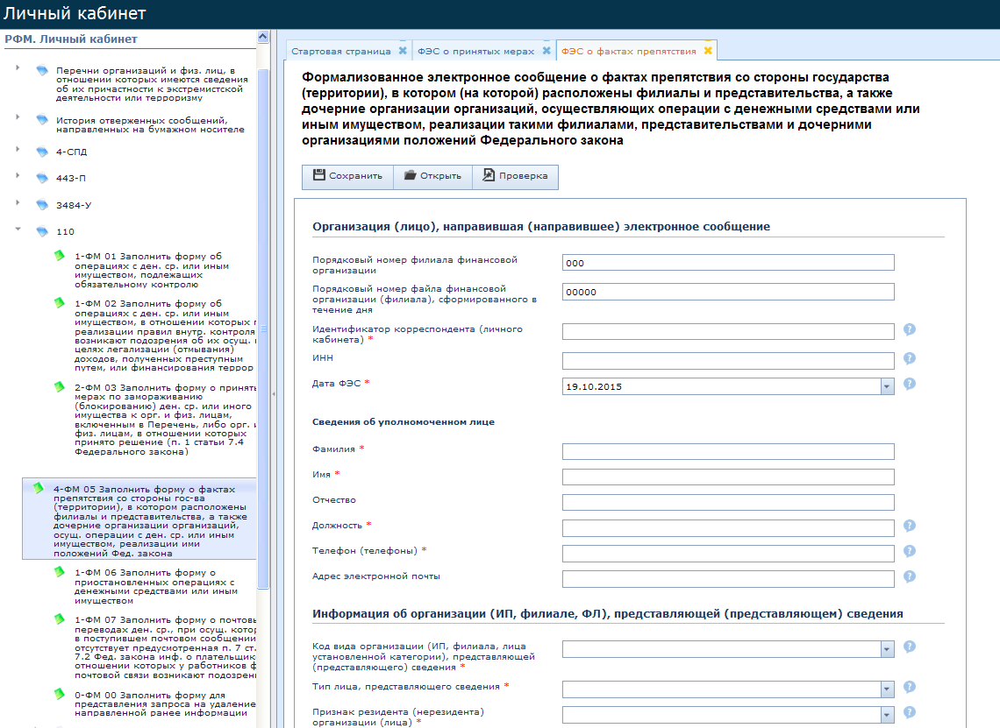 Личный кабинет
РФМ. Личный кабинет
Перечни организаций и физ. лиц, в
отношении которых имеются сведения
об их причастности к экстремистской
деятельности или терроризму
История отверженных сообщений,
направленных на бумажном носителе
4-СПД
443-П
3484-У
110
1-ФМ 01 Заполнить форму об
операциях с ден. ср. или иным
имуществом, подлежащих
обязательному контролю
1-ФМ 02 Заполнить форму об
операциях с ден. ср. или иным
имуществом, в отношении которых п
реализации правил внутр. контроля
возникают подозрения об их осущ. в
целях легализации (отмывания)
доходов, полученных преступным
путем, или финансирования террор
2-ФМ 03 Заполнить форму о принять
мерах по замораживанию
(блокированию) ден. ср. или иного
имущества к орг. и физ. лицам,
включенным в Перечень, либо орг. и
физ. лицам, в отношении которых
принято решение (п. 1 статьи 7.4
Федерального закона)
4-ФМ 05 Заполнить форму о фактах
препятствия со стороны гос-ва
(территории), в котором расположены
филиалы и представительства, а также
дочерние организации организаций,
осущ. операции с ден. ср. или иным
имуществом, реализации ими
положений Фед. закона
1-ФМ 06 Заполнить форму о
приостановленных операциях с
денежными средствами или иным
имуществом
1-ФМ 07 Заполнить форму о почтовы
переводах ден. ср., при осущ. котор
в поступившем почтовом сообщении
отсутствует предусмотренная п. 7 ст.
7.2 Фед. закона инф. о плательщик
отношении которых у работников ф
почтовой связи возникают подозрени
0-ФМ 00 Заполнить форму для
представления запроса на удаление
направленной ранее информации
Стартовая страница ФЭС о принятых мерах ФЭС о фактах препятствия
Формализованное электронное сообщение о фактах препятствия со стороны государства
(территории), в котором (на которой) расположены филиалы и представительства, а также
дочерние организации организаций, осуществляющих операции с денежными средствами или
иным имуществом, реализации такими филиалами, представительствами и дочерними
организациями положений Федерального закона
Сохранить Открыть Проверка
Организация (лицо), направившая (направившее) электронное сообщение
Порядковый номер филиала финансовой
организации
000
Порядковый номер файла финансовой
организации (филиала), сформированного в
течение дня
00000
Идентификатор корреспондента (личного
кабинета) *
ИНН
Дата ФЭС * 19.10.2015
Сведения об уполномоченном лице
Фамилия *
Имя *
Отчество
Должность *
Телефон (телефоны) *
Адрес электронной почты
Информация об организации (ИП, филиале, ФЛ), представляющей (представляющем) сведения
Код вида организации (ИП, филиала, лица
установленной категории), представляющей
(представляющего) сведения *
Тип лица, представляющего сведения *
Признак резидента (нерезидента)
организации (лица) *